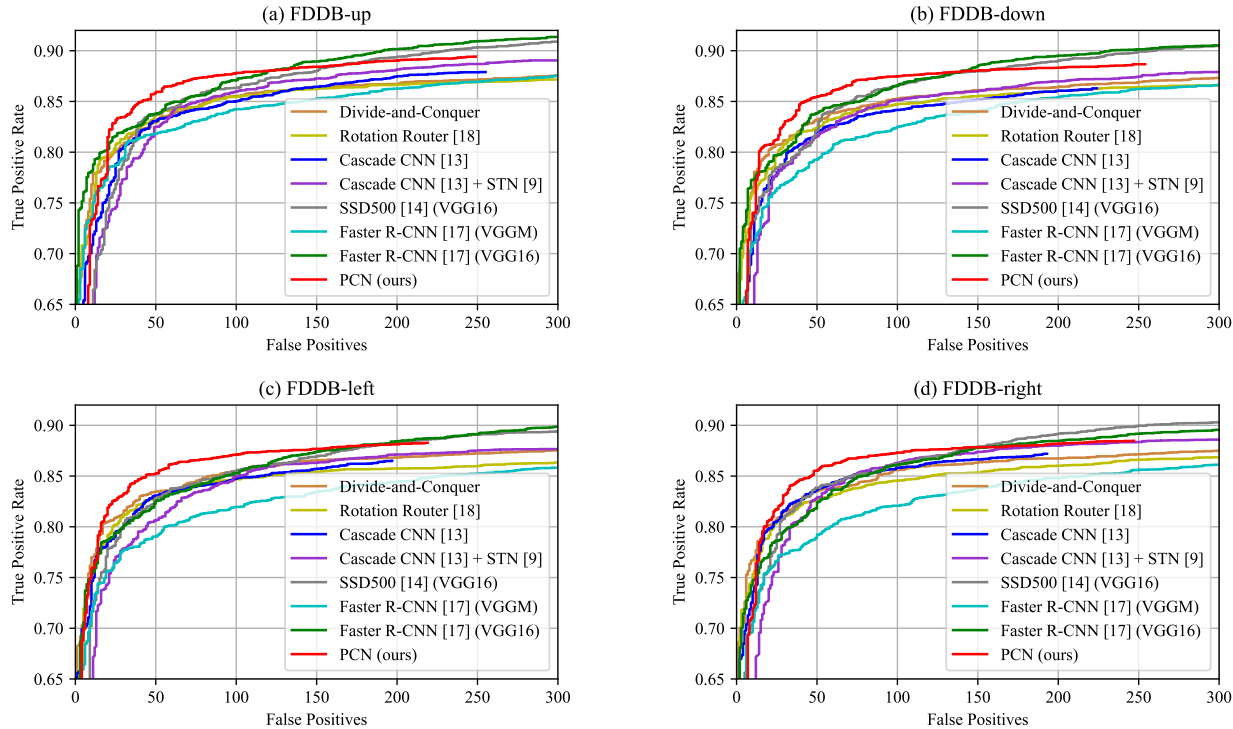 (a) FDDB-up
True Positive Rate
0.90
0.85
0.80
0.75
0.70
0.65
Divide-and-Conquer
Rotation Router [18]
Cascade CNN [13]
Cascade CNN [13] + STN [9]
SSD500 [14] (VGG16)
Faster R-CNN [17] (VGGM)
Faster R-CNN [17] (VGG16)
PCN (ours)
0 50 100 150 200 250 300
False Positives
(b) FDDB-down
True Positive Rate
0.90
0.85
0.80
0.75
0.70
0.65
Divide-and-Conquer
Rotation Router [18]
Cascade CNN [13]
Cascade CNN [13] + STN [9]
SSD500 [14] (VGG16)
Faster R-CNN [17] (VGGM)
Faster R-CNN [17] (VGG16)
PCN (ours)
0 50 100 150 200 250 300
False Positives
(c) FDDB-left
True Positive Rate
0.90
0.85
0.80
0.75
0.70
0.65
Divide-and-Conquer
Rotation Router [18]
Cascade CNN [13]
Cascade CNN [13] + STN [9]
SSD500 [14] (VGG16)
Faster R-CNN [17] (VGGM)
Faster R-CNN [17] (VGG16)
PCN (ours)
0 50 100 150 200 250 300
False Positives
(d) FDDB-right
True Positive Rate
0.90
0.85
0.80
0.75
0.70
0.65
Divide-and-Conquer
Rotation Router [18]
Cascade CNN [13]
Cascade CNN [13] + STN [9]
SSD500 [14] (VGG16)
Faster R-CNN [17] (VGGM)
Faster R-CNN [17] (VGG16)
PCN (ours)
0 50 100 150 200 250 300
False Positives